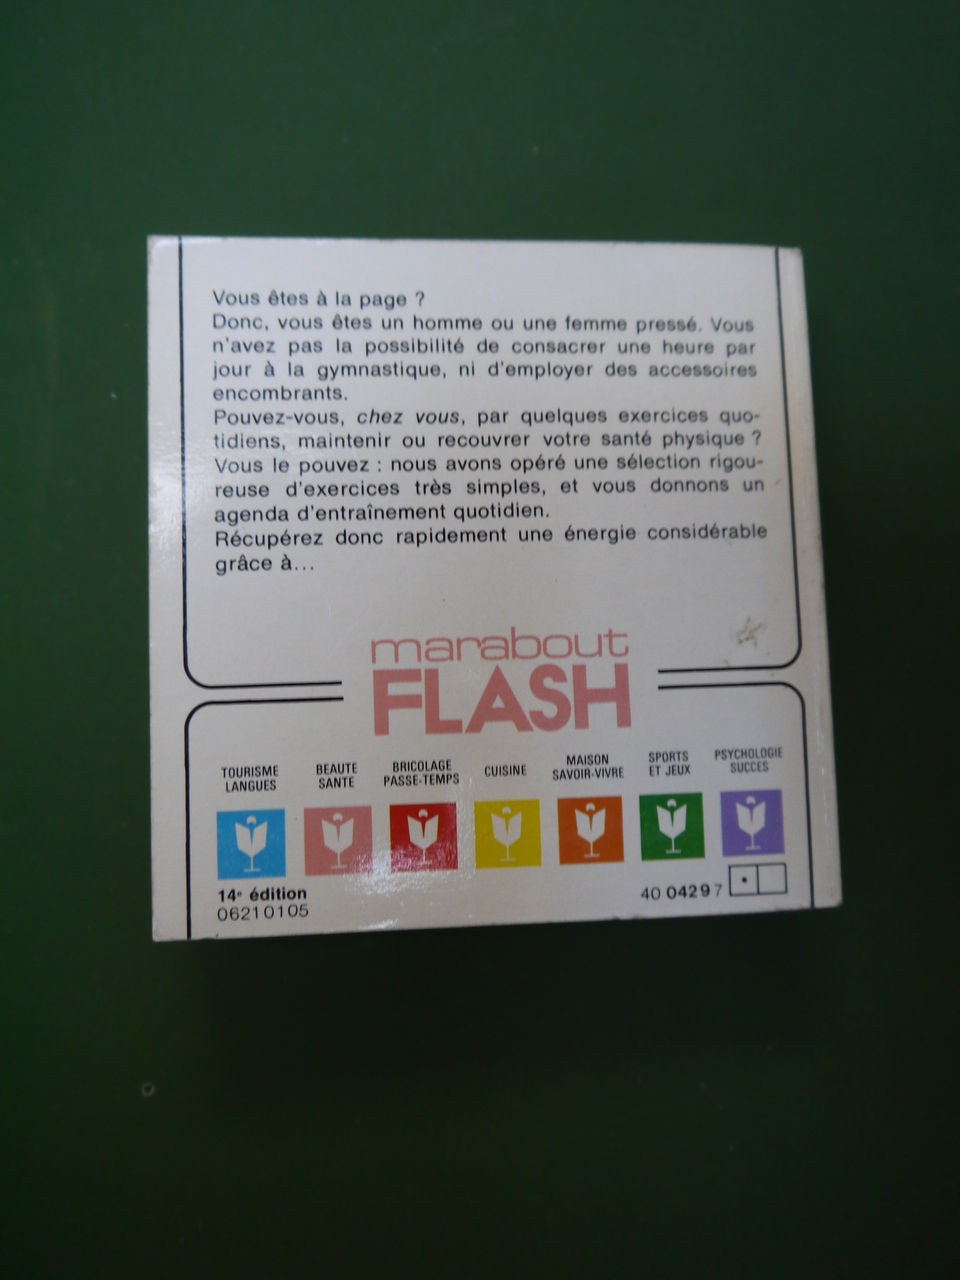 Vous êtes à la page ?
Donc, vous êtes un homme ou une femme pressé. Vous
n'avez pas la possibilité de consacrer une heure par
jour à la gymnastique, ni d'employer des accessoires
encombrants.
Pouvez-vous, chez vous, par quelques exercices quo-
tidiens, maintenir ou recouvrer votre santé physique ?
Vous le pouvez : nous avons opéré une sélection rigou-
reuse d'exercices très simples, et vous donnons un
agenda d'entraînement quotidien.
Récupérez donc rapidement une énergie considérable
grâce à...
marabout
FLASH
TOURISME
LANGUES
BEAUTE
SANTE
BRICOLAGE
PASSE-TEMPS
CUISINE
MAISON
SAVOIR-VIVRE
SPORTS
ET JEUX
PSYCHOLOGIE
SUCCES
14e édition
06210105
40 0429 7